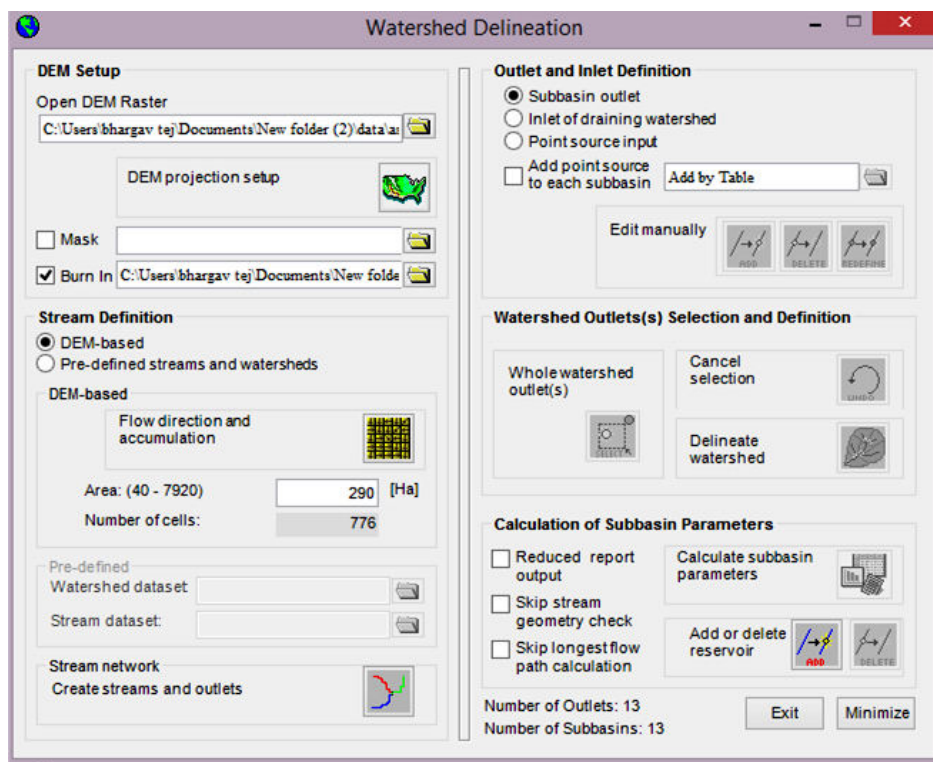 Watershed Delineation
DEM Setup
Open DEM Raster
C:\Users\bhargav tej\Documents\New folder (2)\data\a
DEM projection setup
Mask
Burn In
C:\Users\bhargav tej\Documents\New folde
Stream Definition
DEM-based
Pre-defined streams and watersheds
DEM-based
Flow direction and
accumulation
Area: (40 - 7920)
290
[Ha]
Number of cells:
776
Pre-defined
Watershed dataset
Stream dataset:
Stream network
Create streams and outlets
Outlet and Inlet Definition
Subbasin outlet
Inlet of draining watershed
Point source input
Add point source
to each subbasin
Add by Table
Edit manually
ADD
DELETE
REDEFINE
Watershed Outlets(s) Selection and Definition
Whole watershed
outlet(s)
SELECT
Cancel
selection
UNDO
Delineate
watershed
Calculation of Subbasin Parameters
Reduced report
output
Skip stream
geometry check
Skip longest flow
path calculation
Calculate subbasin
parameters
Add or delete
reservoir
ADD
DELETE
Number of Outlets: 13
Number of Subbasins: 13
Exit
Minimize